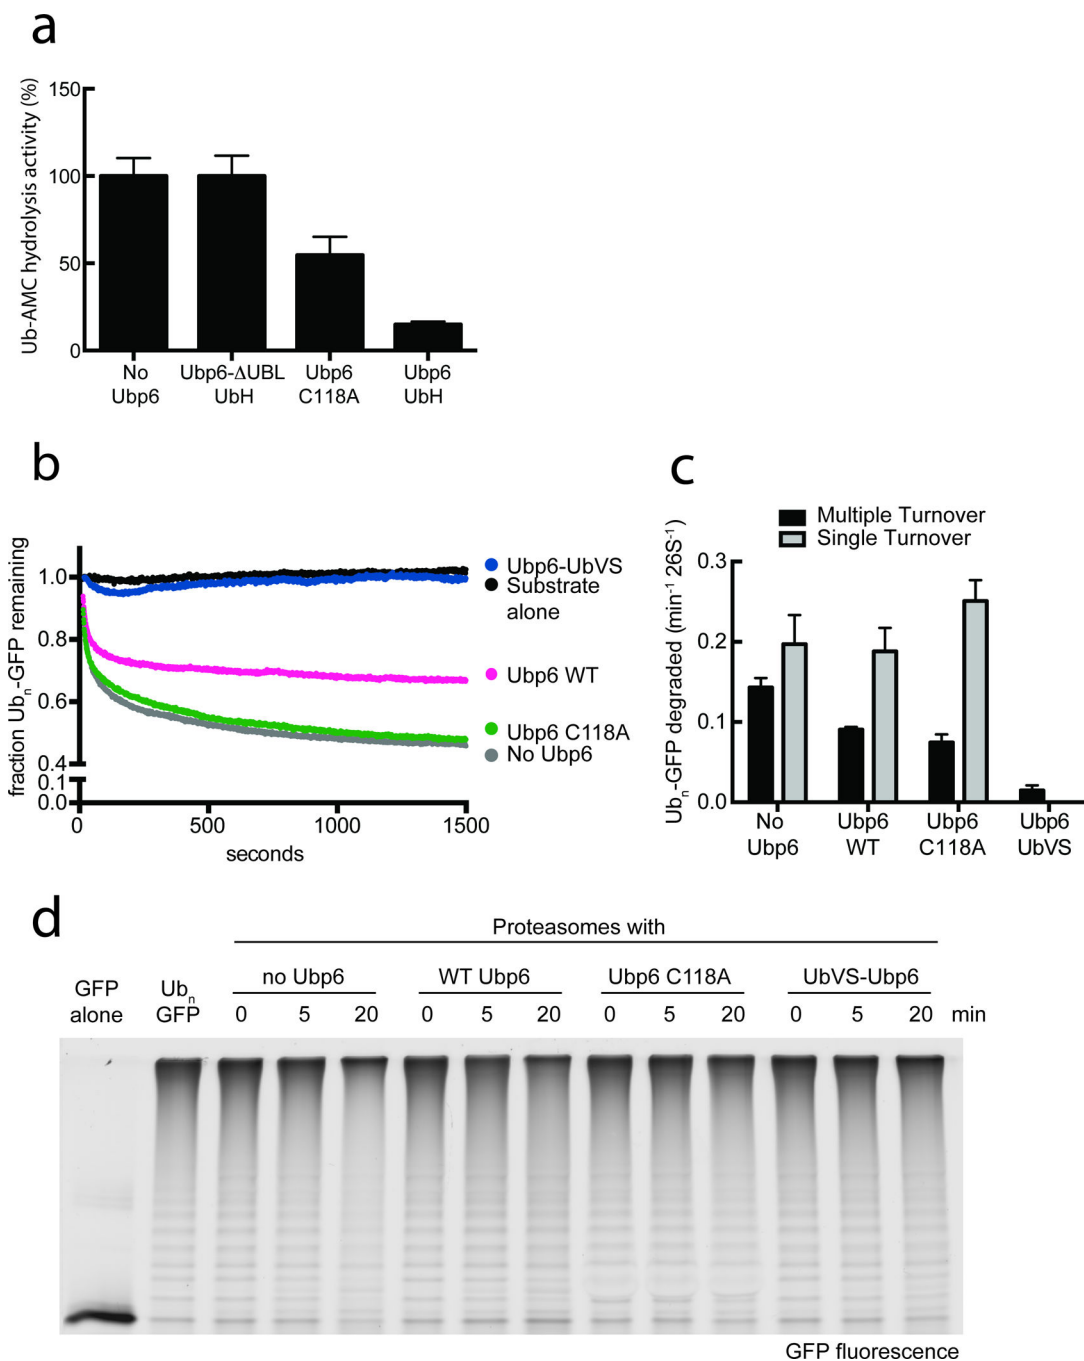 a
Ub-AMC hydrolysis activity (%)
150
100
50
0
No
Ubp6
Ubp6-ΔUBL
UbH
Ubp6
C118A
Ubp6
UbH
b
fraction Ubn-GFP remaining
1.0
0.8
0.6
0.4
0.1
0.0
0
500
1000
1500
seconds
Ubp6-UbVS
Substrate
alone
Ubp6 WT
Ubp6 C118A
No Ubp6
c
Multiple Turnover
Single Turnover
Ubn-GFP degraded (min-1 26S-1)
0.3
0.2
0.1
0.0
No
Ubp6
Ubp6
WT
Ubp6
C118A
Ubp6
UbVS
d
Proteasomes with
GFP
alone
Ubn
GFP
no Ubp6
WT Ubp6
Ubp6 C118A
UbVS-Ubp6
0 5 20 0 5 20 0 5 20 0 5 20 min
GFP fluorescence